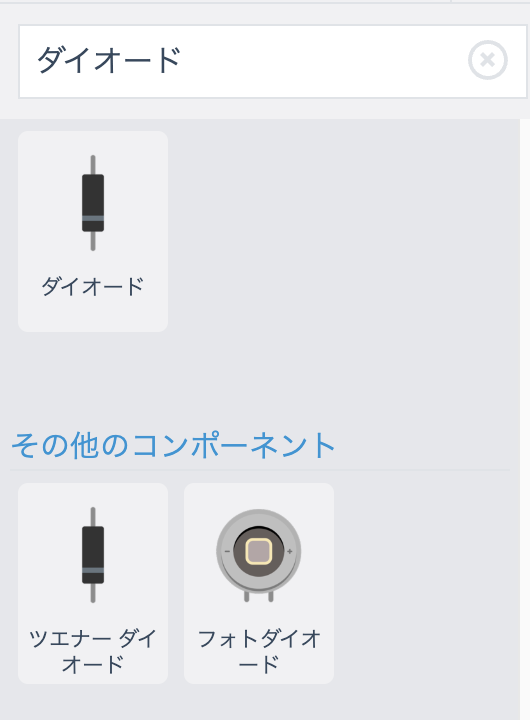 ダイオード
ダイオード
その他のコンポーネント
ツエナー ダイ
オード
フォトダイオ
ード